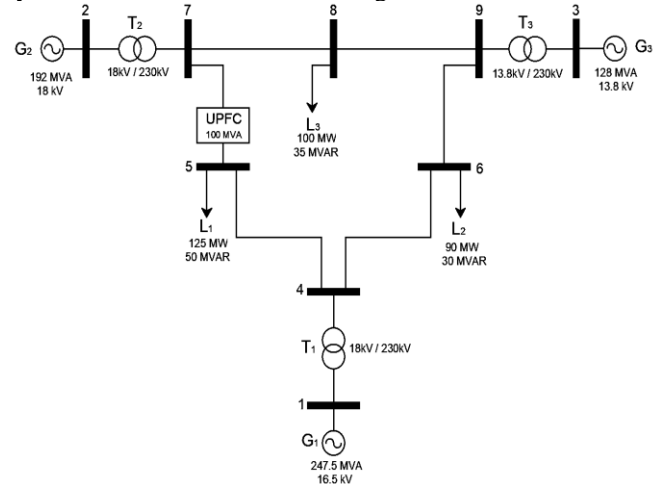 2
7
8
9
3
T2
T3
G2
G3
192 MVA
18 kV
18kV / 230kV
13.8kV / 230kV
128 MVA
13.8 kV
UPFC
100 MVA
L3
100 MW
35 MVAR
5
6
L1
125 MW
50 MVAR
L2
90 MW
30 MVAR
4
T1
18kV / 230kV
1
G1
247.5 MVA
16.5 kV